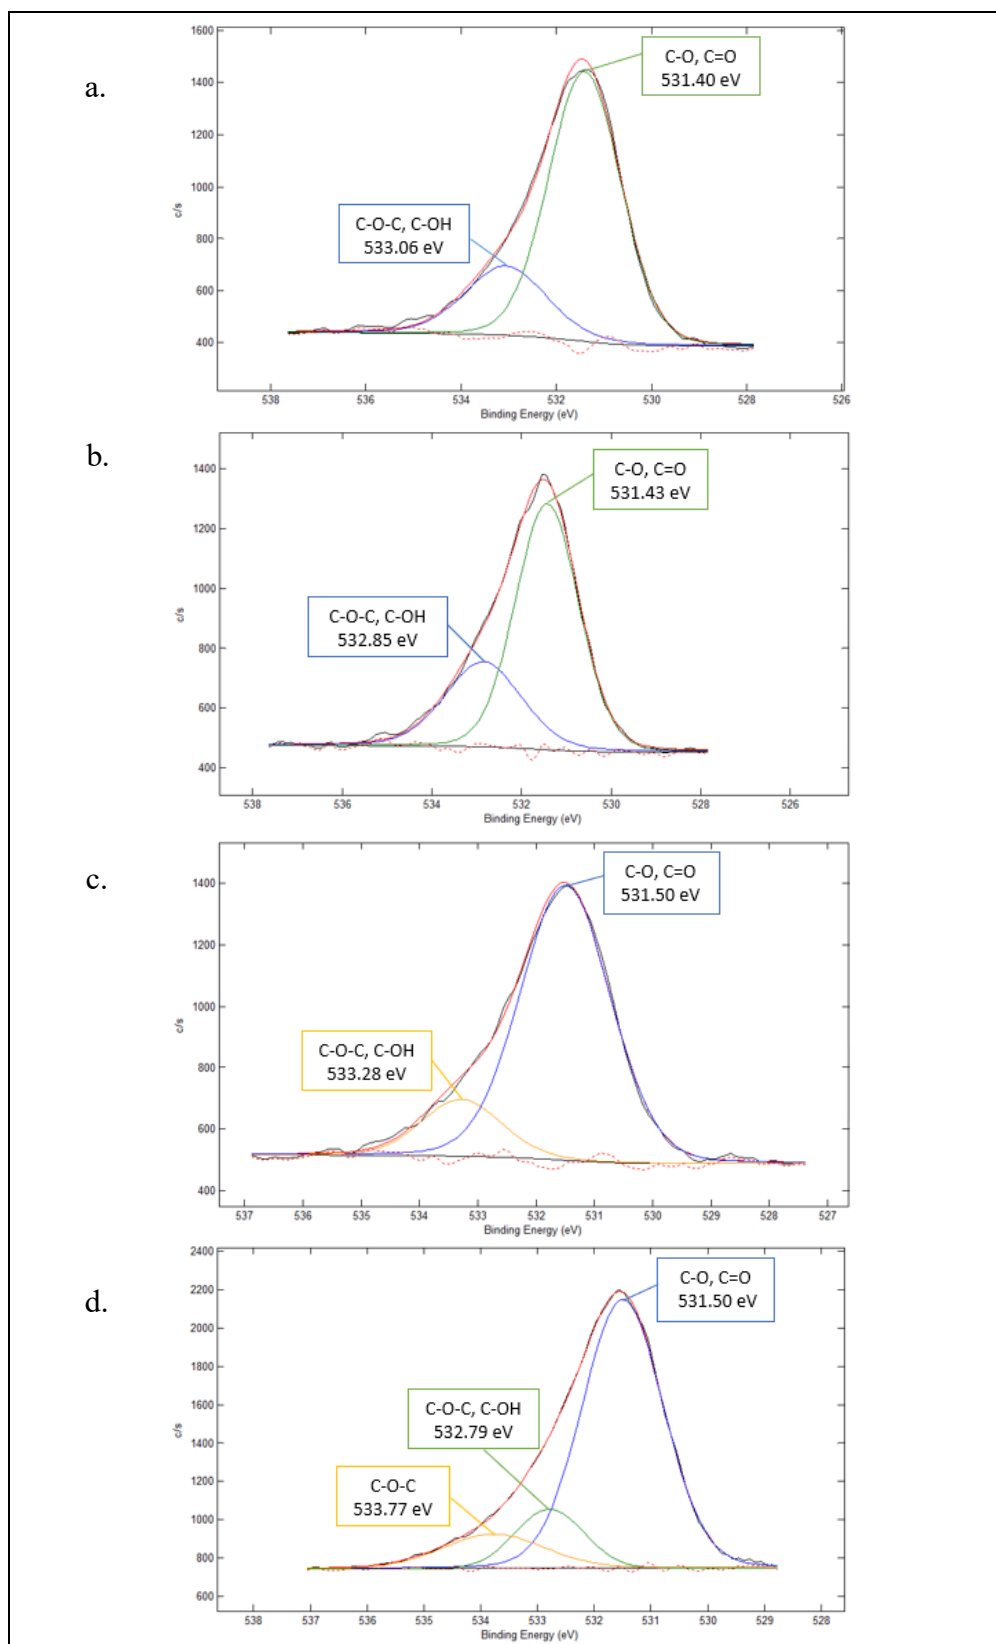 a.
1600
1400
1200
1000
800
600
400
c/s
C-O, C=O
531.40 eV
C-O-C, C-OH
533.06 eV
538 536 534 532 530 528 526
Binding Energy (eV)
b.
1400
1200
1000
800
600
400
c/s
C-O, C=O
531.43 eV
C-O-C, C-OH
532.85 eV
538 536 534 532 530 528 526
Binding Energy (eV)
c.
1400
1200
1000
800
600
400
c/s
C-O, C=O
531.50 eV
C-O-C, C-OH
533.28 eV
537 536 535 534 533 532 531 530 529 528 527
Binding Energy (eV)
d.
2400
2200
2000
1800
1600
1400
1200
1000
800
600
c/s
C-O, C=O
531.50 eV
C-O-C, C-OH
532.79 eV
C-O-C
533.77 eV
538 537 536 535 534 533 532 531 530 529 528
Binding Energy (eV)